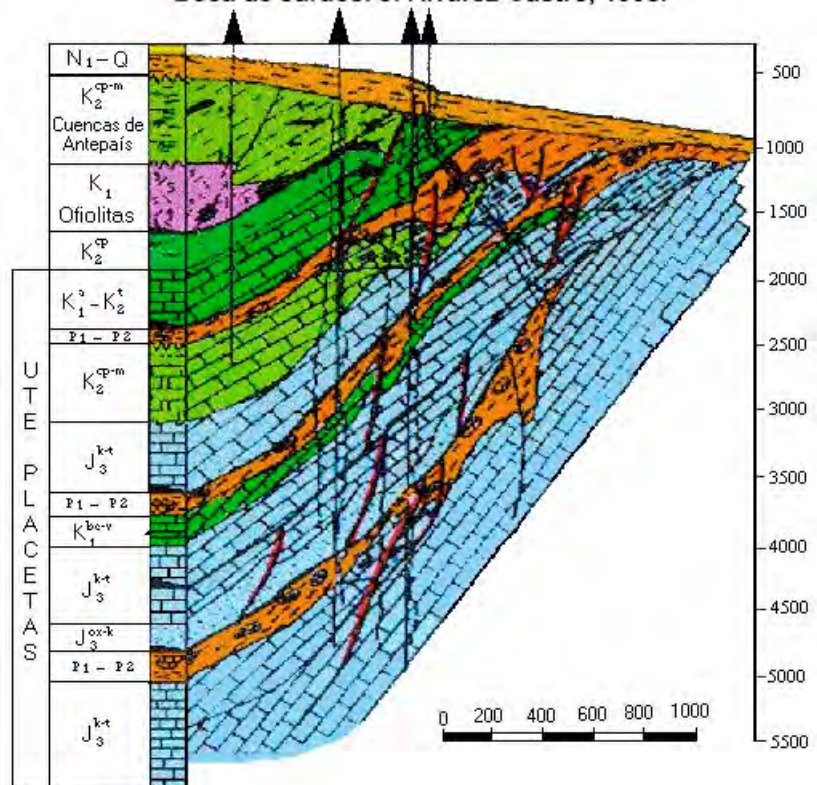 N₁-Q
K₂ᶜᵖ⁻ᵐ
Cuencas de
Antepaís
K₁
Ofiolitas
K₂ᶜᵖ
UTE PLACETAS
P₁ - P₂
K₂ᶜᵖ⁻ᵐ
J₃ᵏ⁻ᵗ
P₁ - P₂
K₁ᵇᶜ⁻ᵛ
J₃ᵏ⁻ᵗ
J₃ᵒˣ⁻ᵏ
P₁ - P₂
J₃ᵏ⁻ᵗ
500
1000
1500
2000
2500
3000
3500
4000
4500
5000
5500
0 200 400 600 800 1000